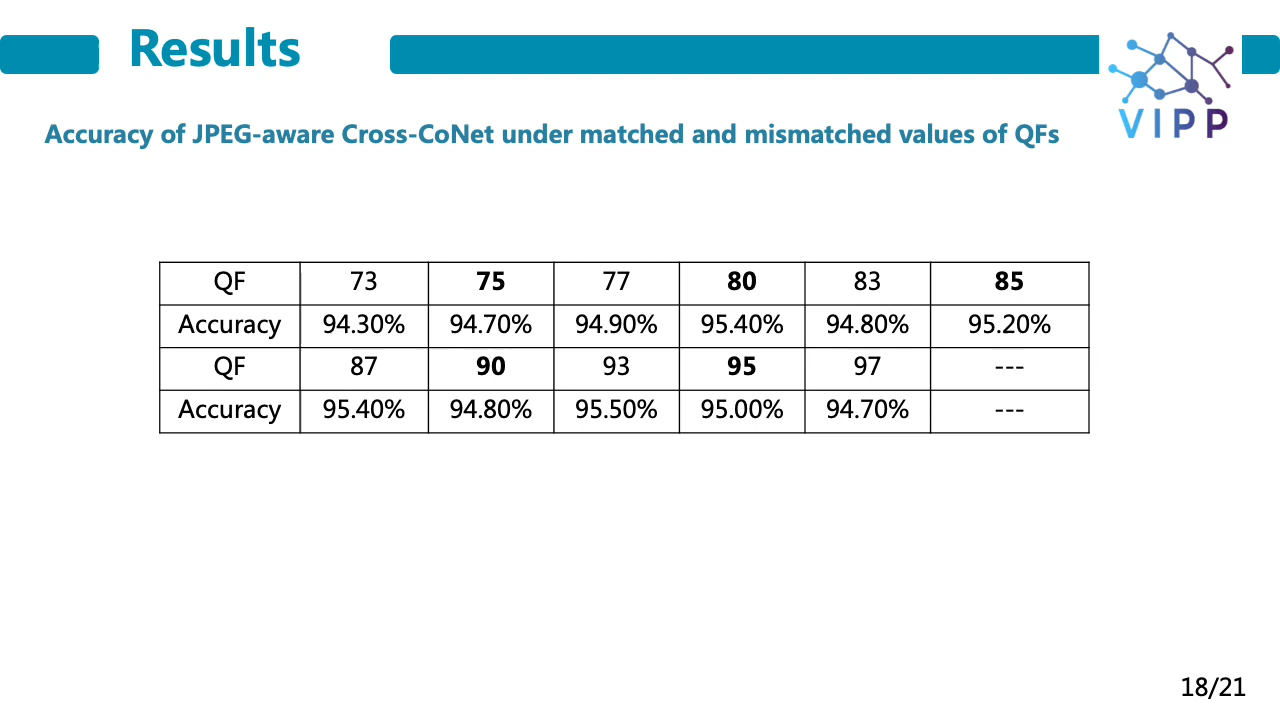 Results
VIPP
Accuracy of JPEG-aware Cross-CoNet under matched and mismatched values of QFs
QF 73 75 77 80 83 85
Accuracy 94.30% 94.70% 94.90% 95.40% 94.80% 95.20%
QF 87 90 93 95 97 ---
Accuracy 95.40% 94.80% 95.50% 95.00% 94.70% ---
18/21